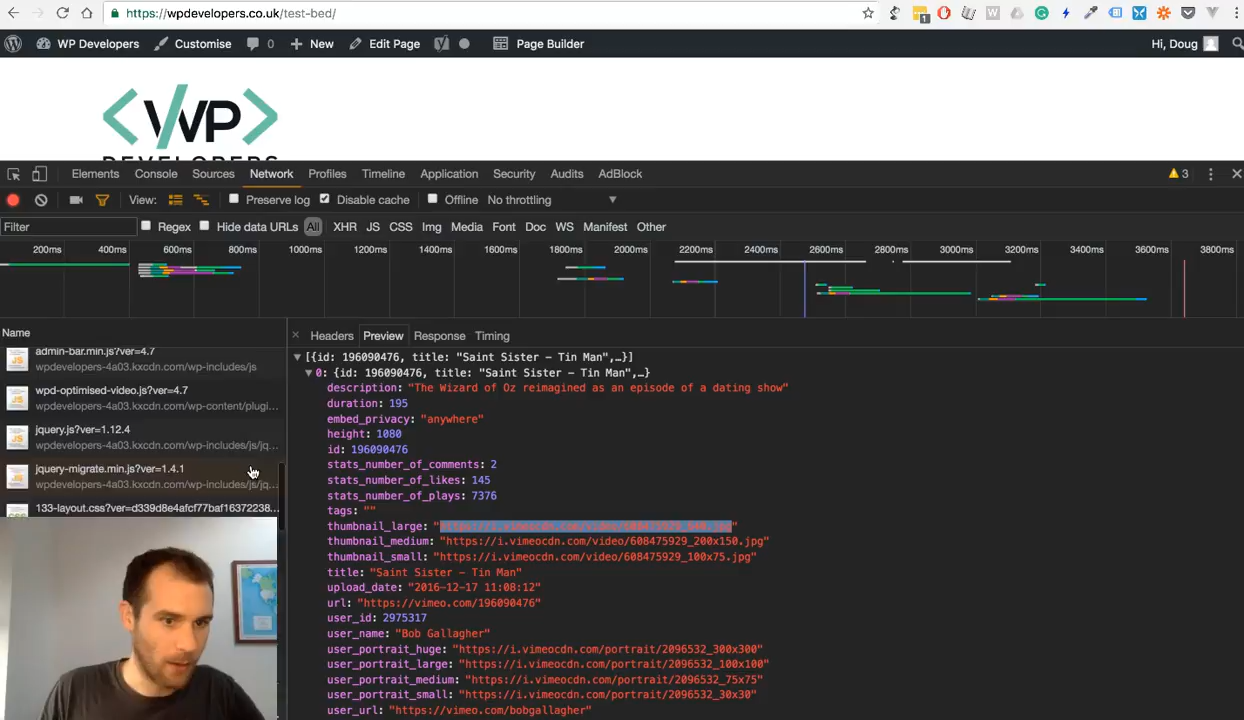 https://wpdevelopers.co.uk/test-bed/
1
WP Developers
Customise
0
New
Edit Page
Page Builder
Hi, Doug
WP
DEVELOPERS
Elements
Console
Sources
Network
Profiles
Timeline
Application
Security
Audits
AdBlock
3
View:
Preserve log
Disable cache
Offline
No throttling
Filter
Regex
Hide data URLs
All
XHR
JS
CSS
Img
Media
Font
Doc
WS
Manifest
Other
200ms
400ms
600ms
800ms
1000ms
1200ms
1400ms
1600ms
1800ms
2000ms
2200ms
2400ms
2600ms
2800ms
3000ms
3200ms
3400ms
3600ms
3800ms
Name
Headers
Preview
Response
Timing
admin-bar.min.js?ver=4.7
wpdevelopers-4a03.kxcdn.com/wp-includes/js
wpd-optimised-video.js?ver=4.7
wpdevelopers-4a03.kxcdn.com/wp-content/plugi...
jquery.js?ver=1.12.4
wpdevelopers-4a03.kxcdn.com/wp-includes/js/jq...
jquery-migrate.min.js?ver=1.4.1
wpdevelopers-4a03.kxcdn.com/wp-includes/js/jq...
133-layout.css?ver=d339d8e4afcf77baf16372238...
[{id: 196090476, title: "Saint Sister – Tin Man",…}]
0: {id: 196090476, title: "Saint Sister – Tin Man",…}
description: "The Wizard of Oz reimagined as an episode of a dating show"
duration: 195
embed_privacy: "anywhere"
height: 1080
id: 196090476
stats_number_of_comments: 2
stats_number_of_likes: 145
stats_number_of_plays: 7376
tags: ""
thumbnail_large: "https://i.vimeocdn.com/video/608475929_640.jpg"
thumbnail_medium: "https://i.vimeocdn.com/video/608475929_200x150.jpg"
thumbnail_small: "https://i.vimeocdn.com/video/608475929_100x75.jpg"
title: "Saint Sister – Tin Man"
upload_date: "2016-12-17 11:08:12"
url: "https://vimeo.com/196090476"
user_id: 2975317
user_name: "Bob Gallagher"
user_portrait_huge: "https://i.vimeocdn.com/portrait/2096532_300x300"
user_portrait_large: "https://i.vimeocdn.com/portrait/2096532_100x100"
user_portrait_medium: "https://i.vimeocdn.com/portrait/2096532_75x75"
user_portrait_small: "https://i.vimeocdn.com/portrait/2096532_30x30"
user_url: "https://vimeo.com/bobgallagher"